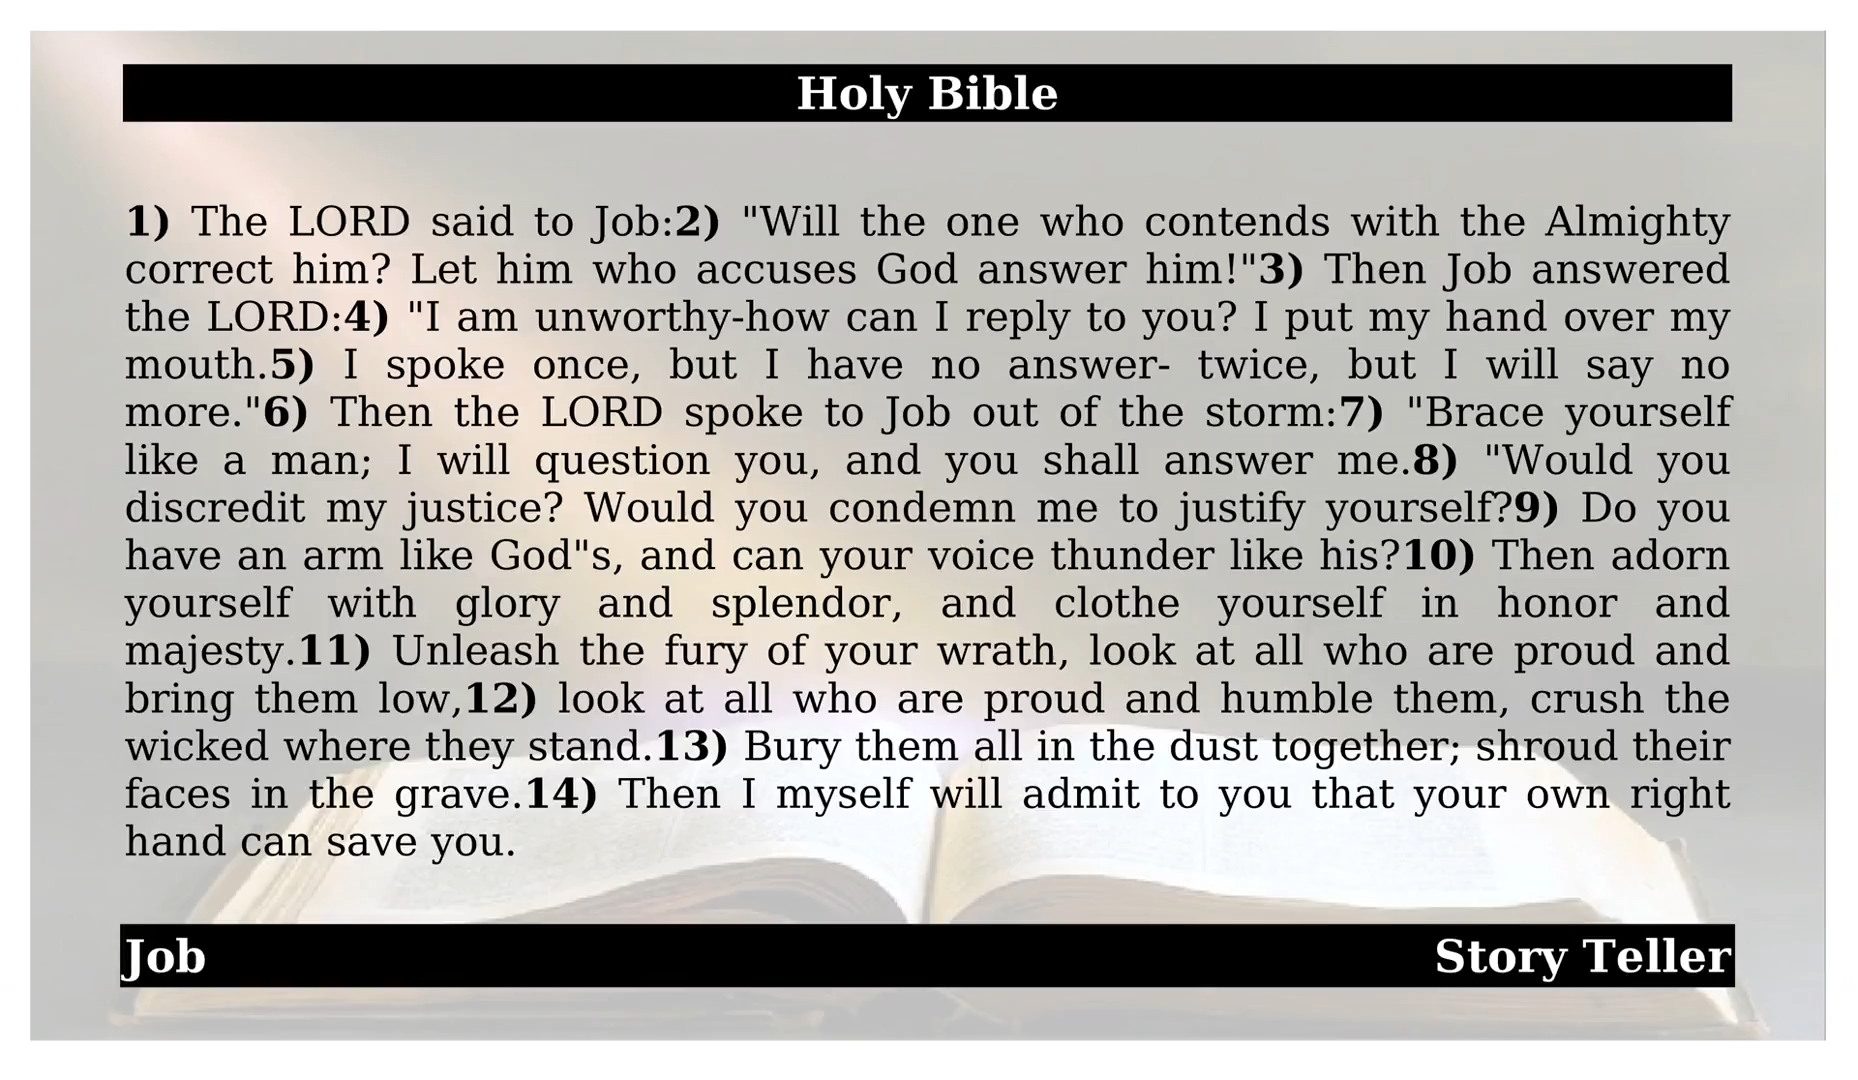 Holy Bible
1) The LORD said to Job:2) "Will the one who contends with the Almighty
correct him? Let him who accuses God answer him!"3) Then Job answered
the LORD:4) "I am unworthy-how can I reply to you? I put my hand over my
mouth.5) I spoke once, but I have no answer- twice, but I will say no
more."6) Then the LORD spoke to Job out of the storm:7) "Brace yourself
like a man; I will question you, and you shall answer me.8) "Would you
discredit my justice? Would you condemn me to justify yourself?9) Do you
have an arm like God"s, and can your voice thunder like his?10) Then adorn
yourself with glory and splendor, and clothe yourself in honor and
majesty.11) Unleash the fury of your wrath, look at all who are proud and
bring them low,12) look at all who are proud and humble them, crush the
wicked where they stand.13) Bury them all in the dust together; shroud their
faces in the grave.14) Then I myself will admit to you that your own right
hand can save you.
Job Story Teller